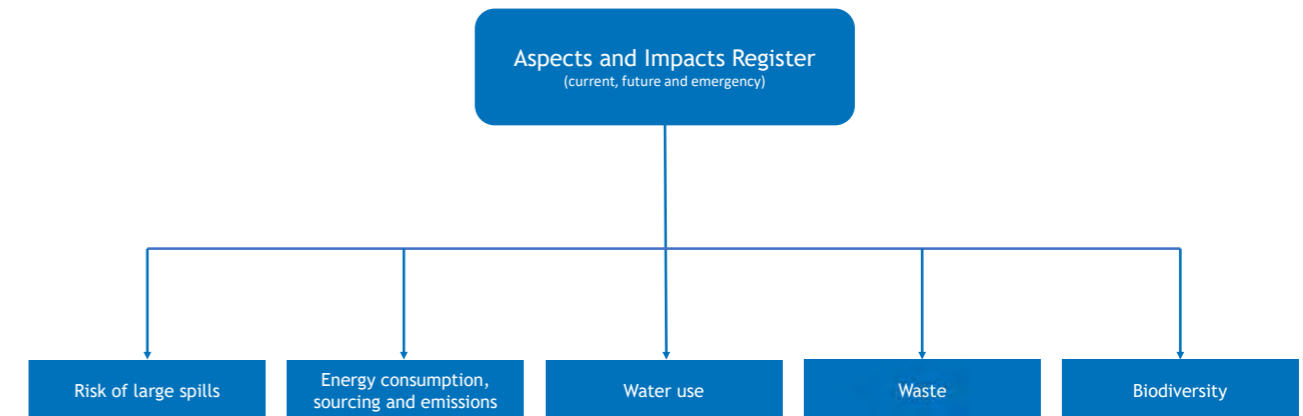 Aspects and Impacts Register
(current, future and emergency)
Risk of large spills
Energy consumption,
sourcing and emissions
Water use
Waste
Biodiversity